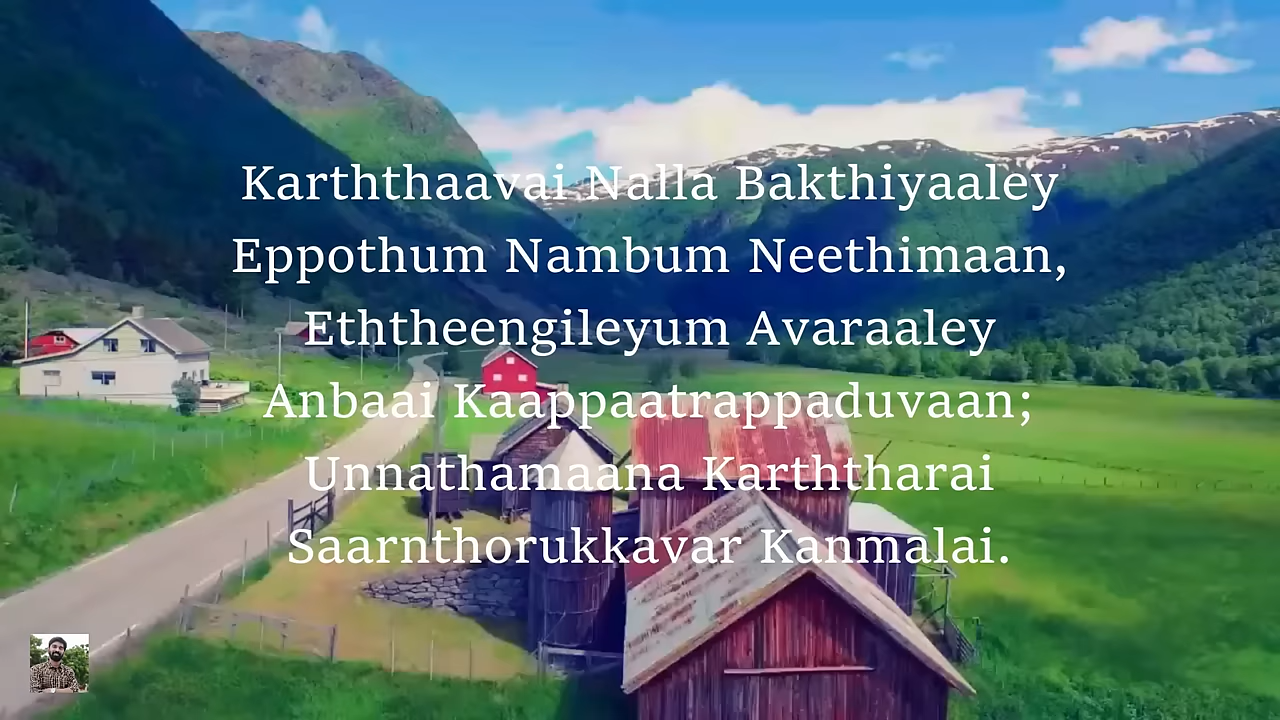 Karththaavai Nalla Bakthiyaaley
Eppothum Nambum Neethimaan,
Eththeengileyum Avaraaley
Anbaai Kaappaatrappaduvaan;
Unnathamaana Karththarai
Saarnthorukkavar Kanmalai.